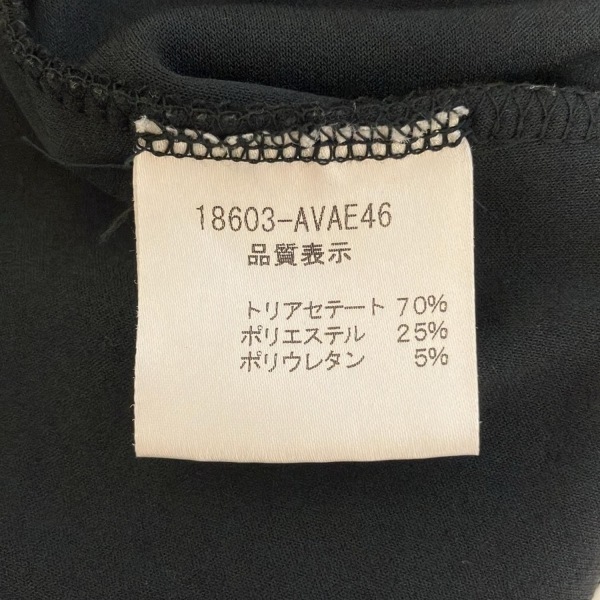 18603-AVAE46
品質表示
トリアセテート 70%
ポリエステル 25%
ポリウレタン 5%